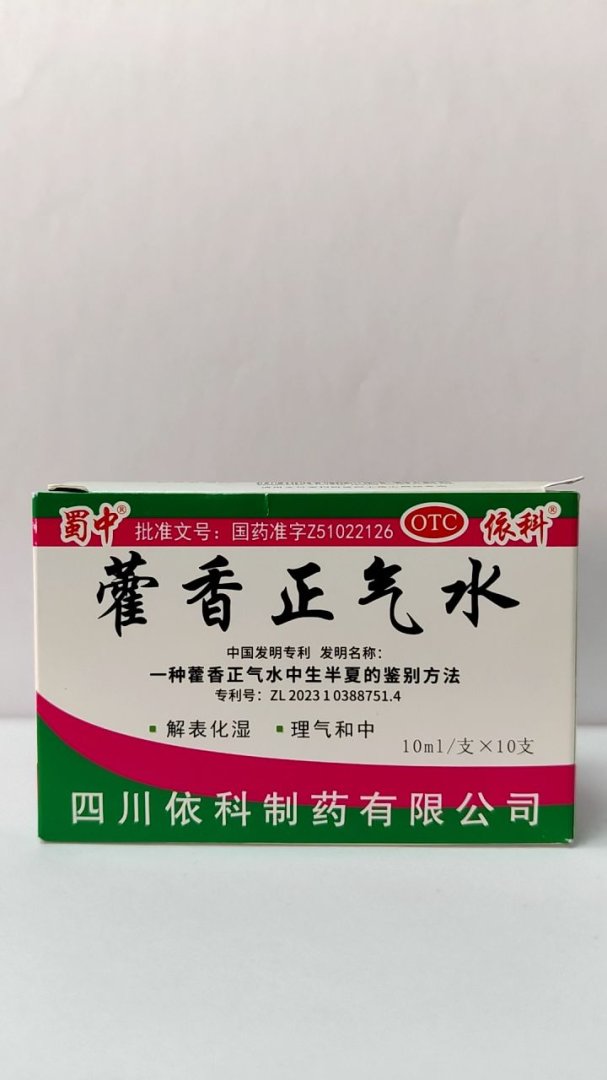 蜀中® 批准文号：国药准字Z51022126 OTC 依科®
藿香正气水
中国发明专利 发明名称：
一种藿香正气水中生半夏的鉴别方法
专利号：ZL 2023 1 0388751.4
▪ 解表化湿 ▪ 理气和中
10ml/支×10支
四川依科制药有限公司